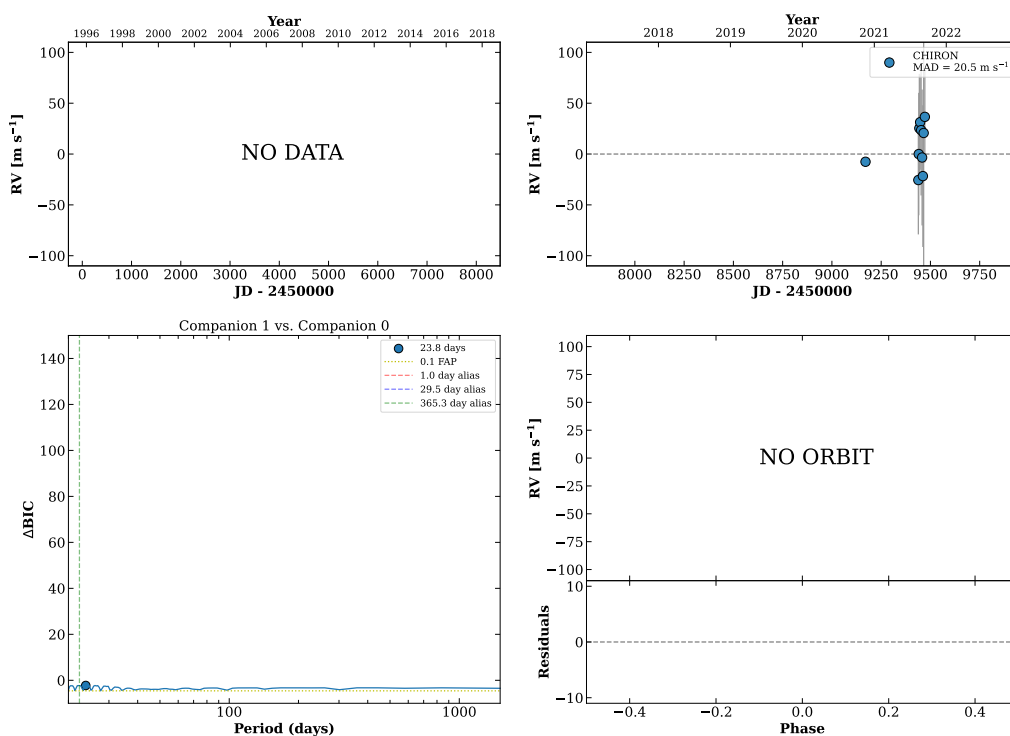 Year
1996 1998 2000 2002 2004 2006 2008 2010 2012 2014 2016 2018
100
50
0
−50
−100
RV [m s⁻¹]
NO DATA
0 1000 2000 3000 4000 5000 6000 7000 8000
JD - 2450000
Year
2018 2019 2020 2021 2022
CHIRON
MAD = 20.5 m s⁻¹
100
50
0
−50
−100
RV [m s⁻¹]
8000 8250 8500 8750 9000 9250 9500 9750
JD - 2450000
Companion 1 vs. Companion 0
23.8 days
0.1 FAP
1.0 day alias
29.5 day alias
365.3 day alias
140
120
100
80
60
40
20
0
ΔBIC
100 1000
Period (days)
100
75
50
25
0
−25
−50
−75
−100
RV [m s⁻¹]
NO ORBIT
10
0
−10
Residuals
−0.4 −0.2 0.0 0.2 0.4
Phase